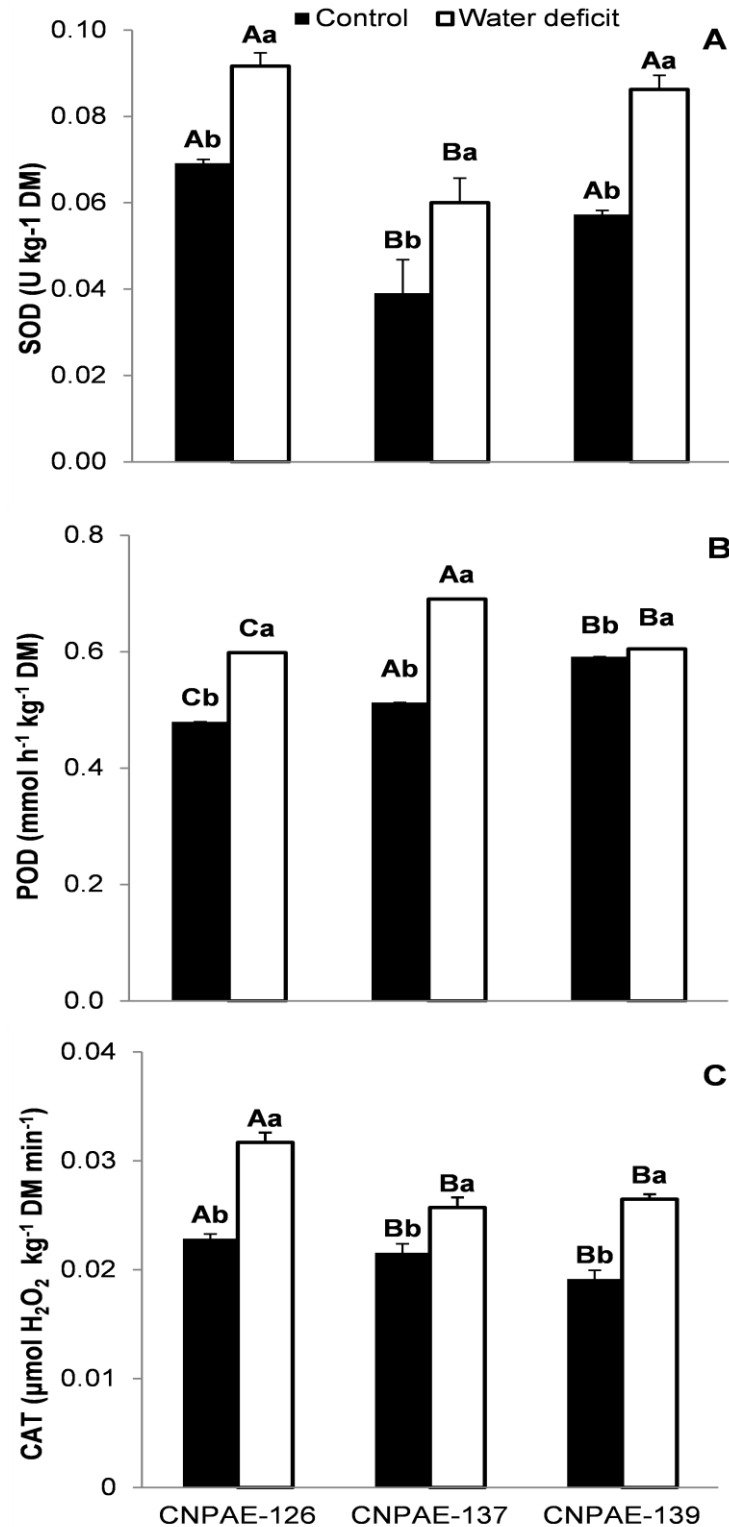 Control Water deficit
A
0.10
0.08
0.06
0.04
0.02
0.00
SOD (U kg-1 DM)
Ab Aa Bb Ba Ab Aa
B
0.8
0.6
0.4
0.2
0.0
POD (mmol h⁻¹ kg⁻¹ DM)
Cb Ca Ab Aa Bb Ba
C
0.04
0.03
0.02
0.01
0
CAT (µmol H₂O₂ kg⁻¹ DM min⁻¹)
Ab Aa Bb Ba Bb Ba
CNPAE-126 CNPAE-137 CNPAE-139